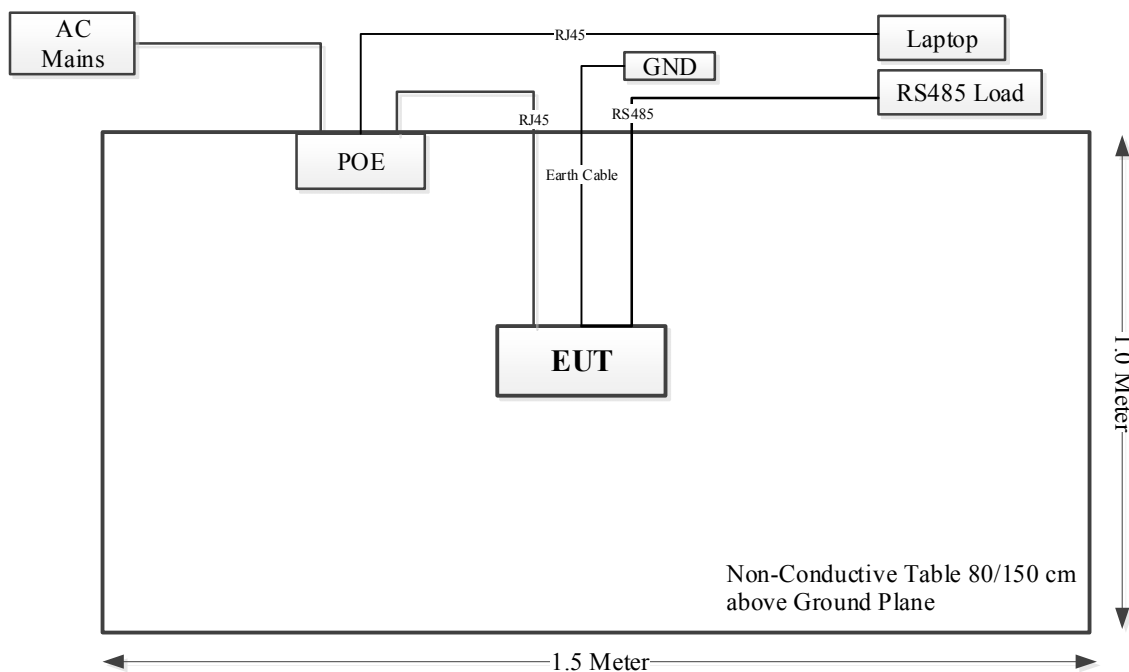 AC
Mains
RJ45
Laptop
GND
RS485 Load
RJ45
RS485
POE
Earth Cable
EUT
1.0 Meter
Non-Conductive Table 80/150 cm
above Ground Plane
1.5 Meter